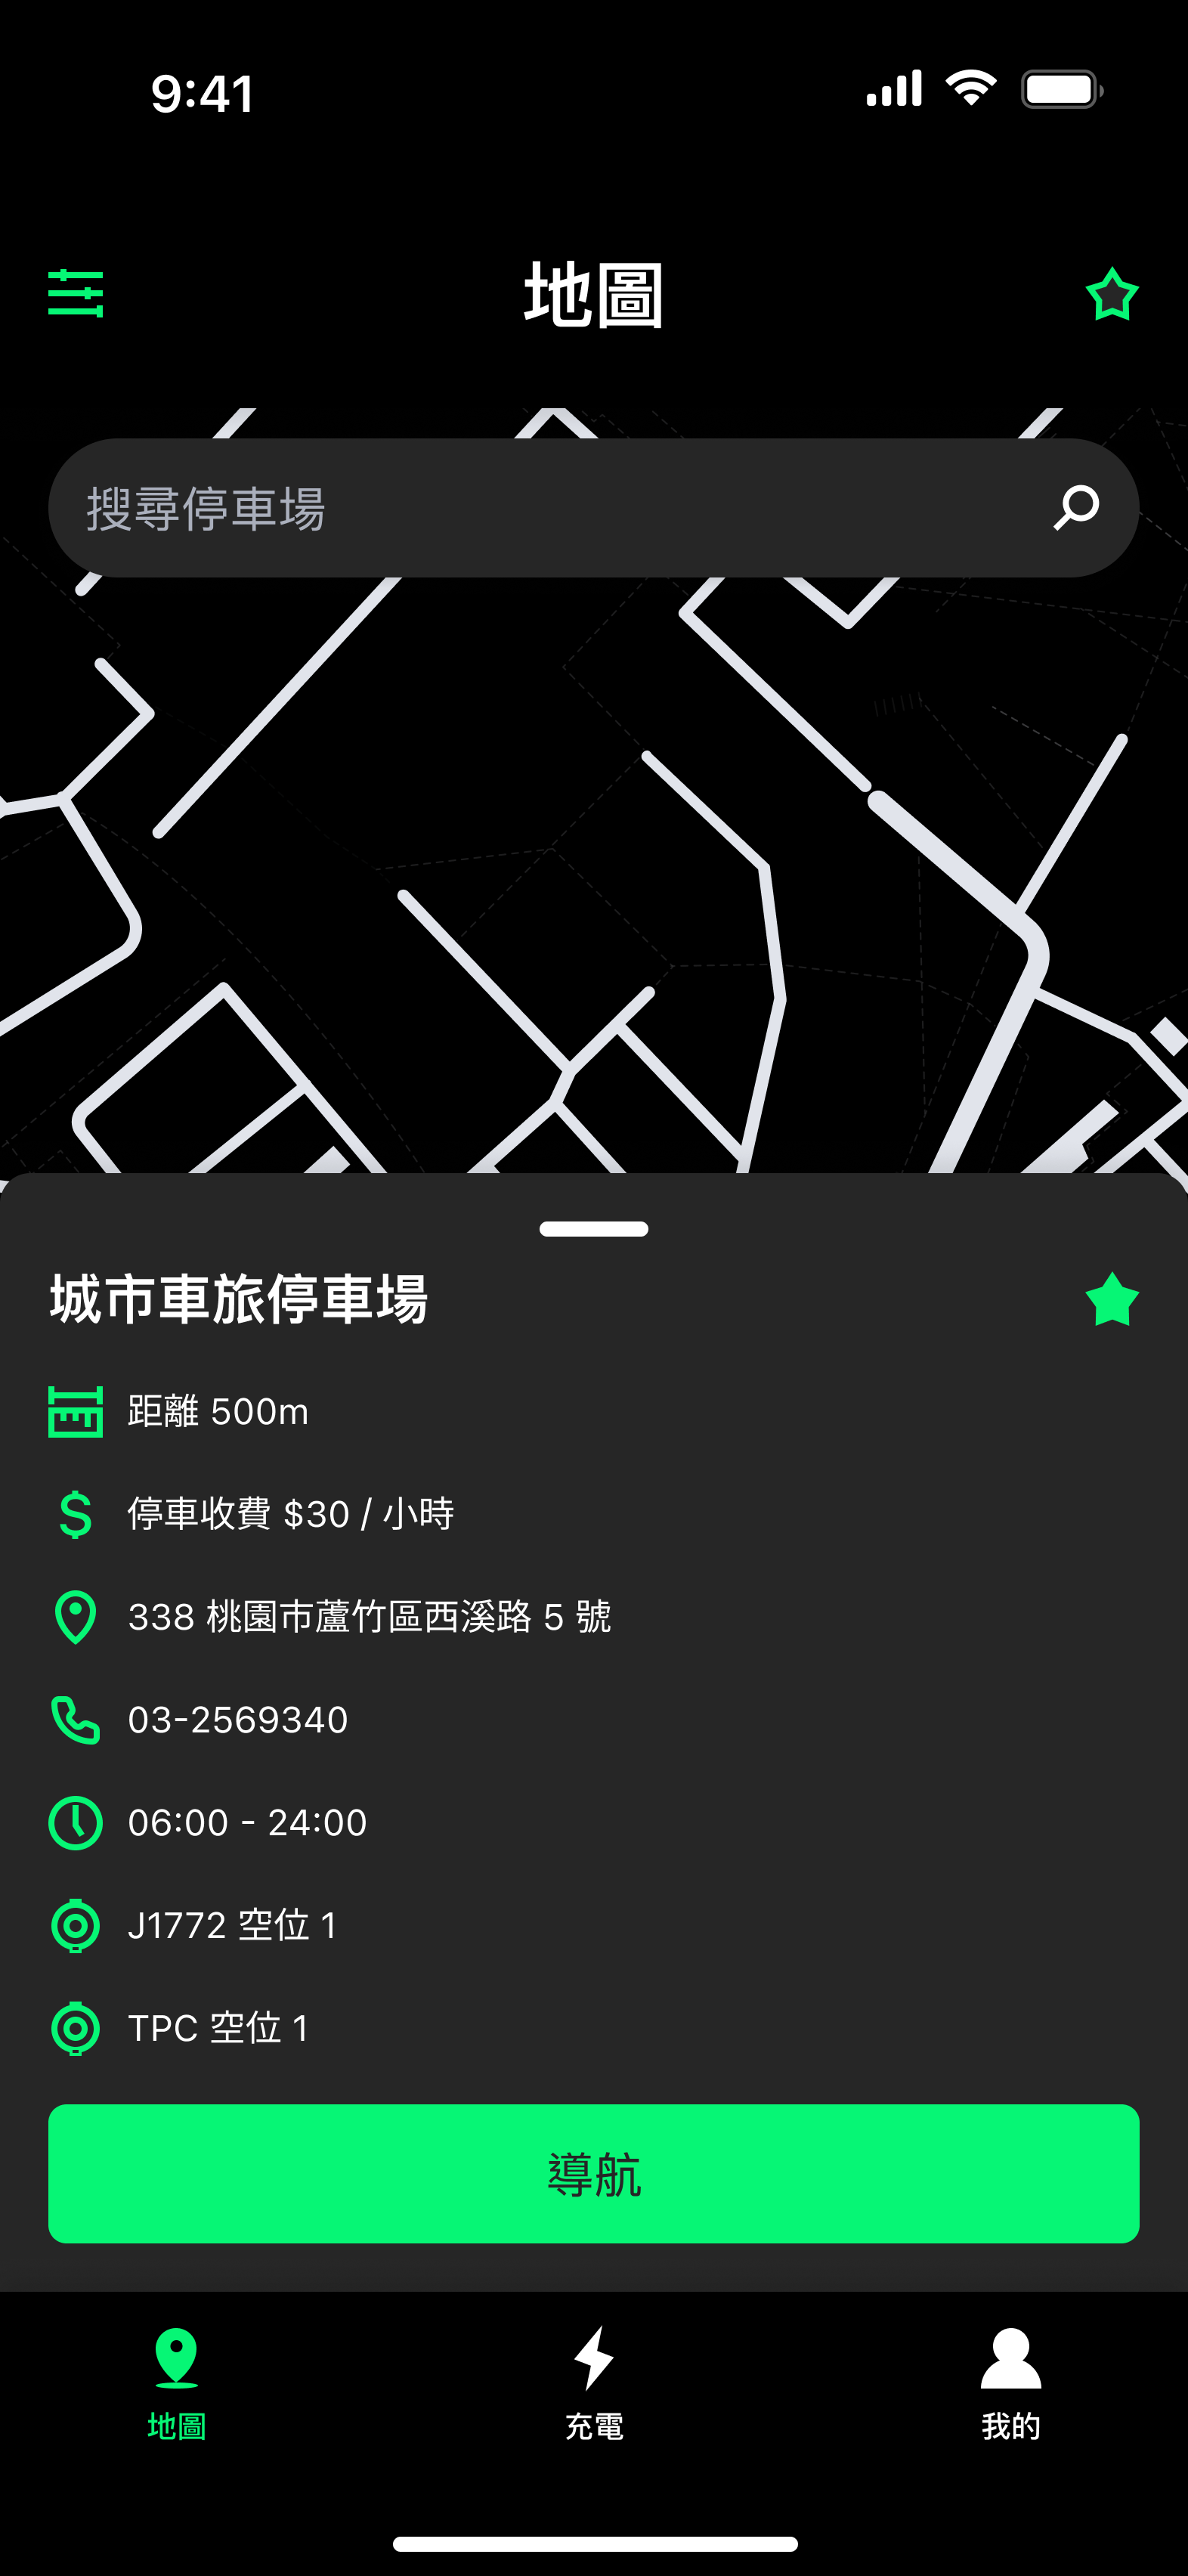 9:41
地圖
搜尋停車場
城市車旅停車場
距離 500m
停車收費 $30 / 小時
338 桃園市蘆竹區西溪路 5 號
03-2569340
06:00 - 24:00
J1772 空位 1
TPC 空位 1
導航
地圖
充電
我的